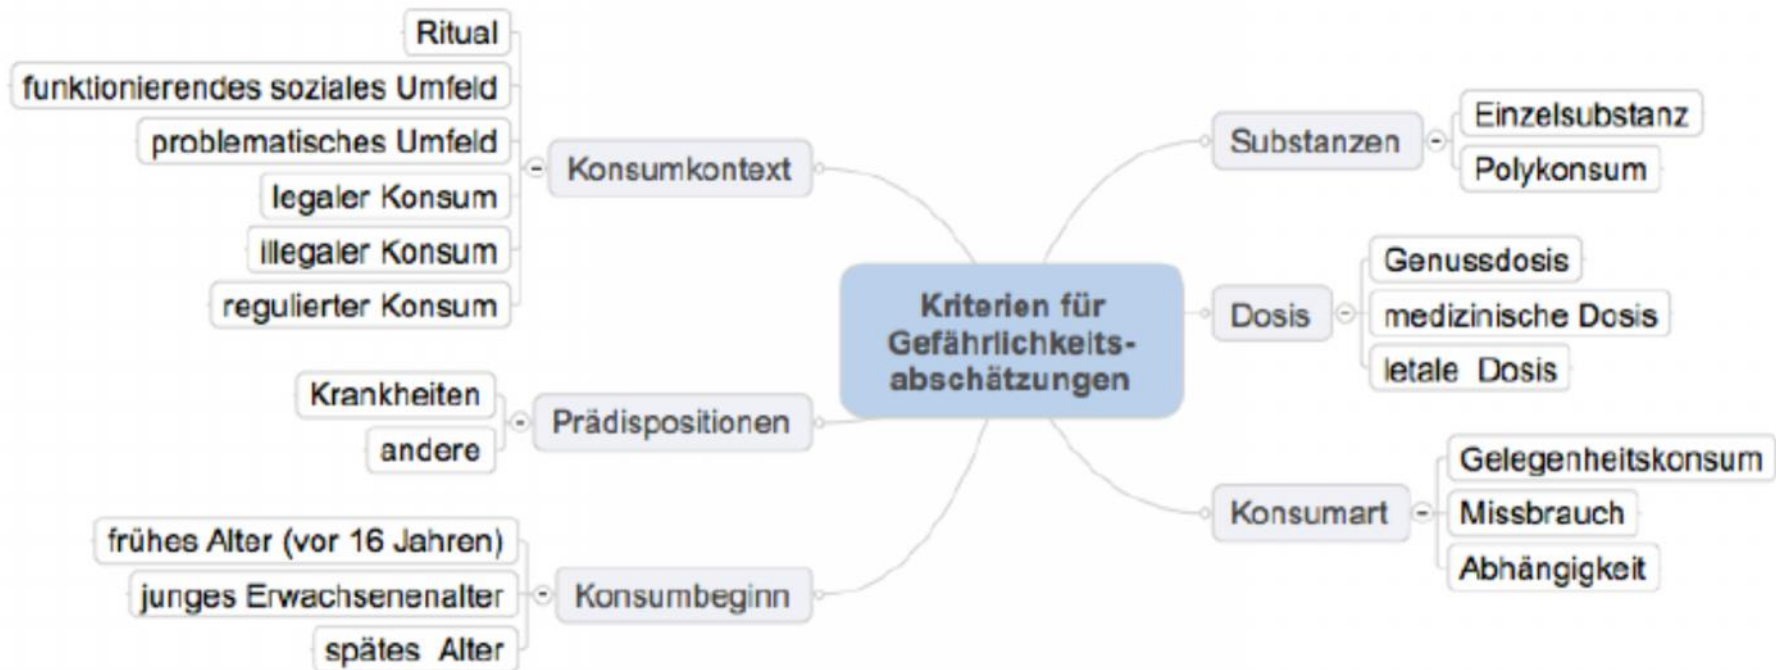 Ritual
funktionierendes soziales Umfeld
problematisches Umfeld
legaler Konsum
illegaler Konsum
regulierter Konsum
Konsumkontext
Krankheiten
andere
Prädispositionen
frühes Alter (vor 16 Jahren)
junges Erwachsenenalter
spätes Alter
Konsumbeginn
Kriterien für
Gefährlichkeits-
abschätzungen
Substanzen
Einzelsubstanz
Polykonsum
Dosis
Genussdosis
medizinische Dosis
letale Dosis
Konsumart
Gelegenheitskonsum
Missbrauch
Abhängigkeit